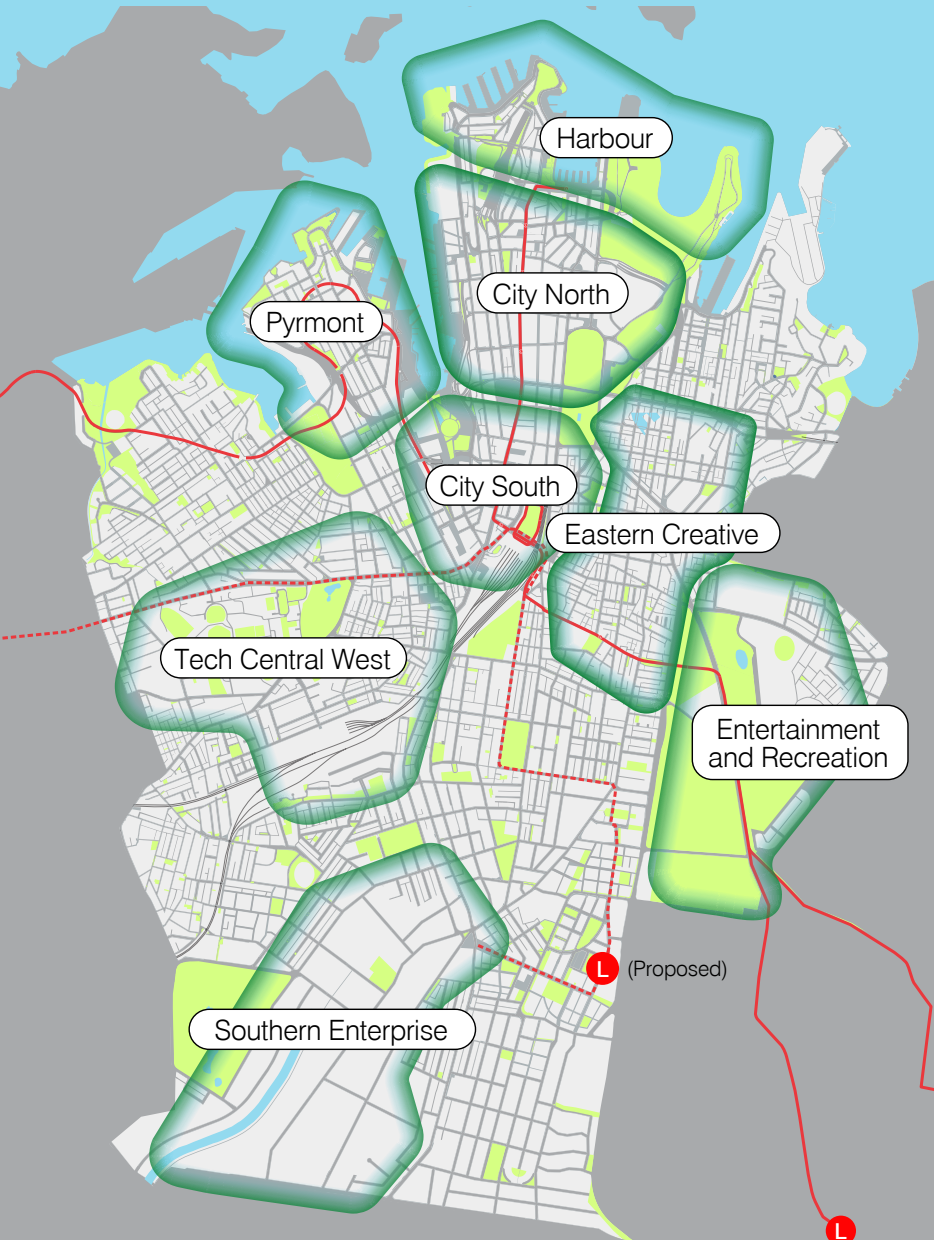 Harbour
City North
Pyrmont
City South
Eastern Creative
Tech Central West
Entertainment
and Recreation
L (Proposed)
Southern Enterprise
L